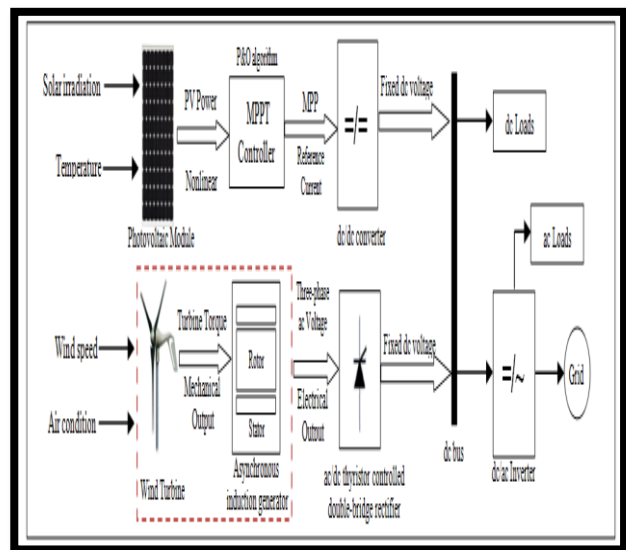 P&O algorithm
Solar irradiation
Temperature
Photovoltaic Module
PV Power
Nonlinear
MPPT
Controller
MPP
Reference
Current
=/=
dc/dc converter
Fixed dc voltage
dc Loads
ac Loads
Wind speed
Air condition
Wind Turbine
Turbine Torque
Mechanical
Output
Rotor
Stator
Asynchronous
induction generator
Three-phase
ac Voltage
Electrical
Output
ac/dc thyristor controlled
double-bridge rectifier
Fixed dc voltage
dc bus
=/~
dc/ac Inverter
Grid